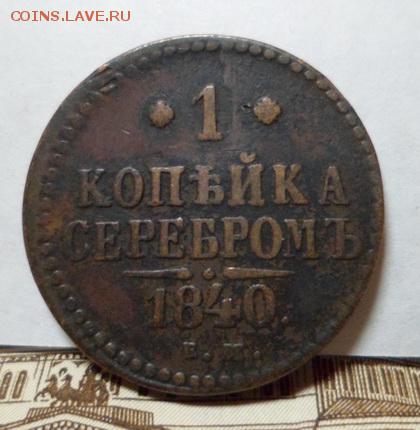 COINS.LAVE.RU
1
КОПѢЙКА
СЕРЕБРОМЪ
1840.
Е.М.